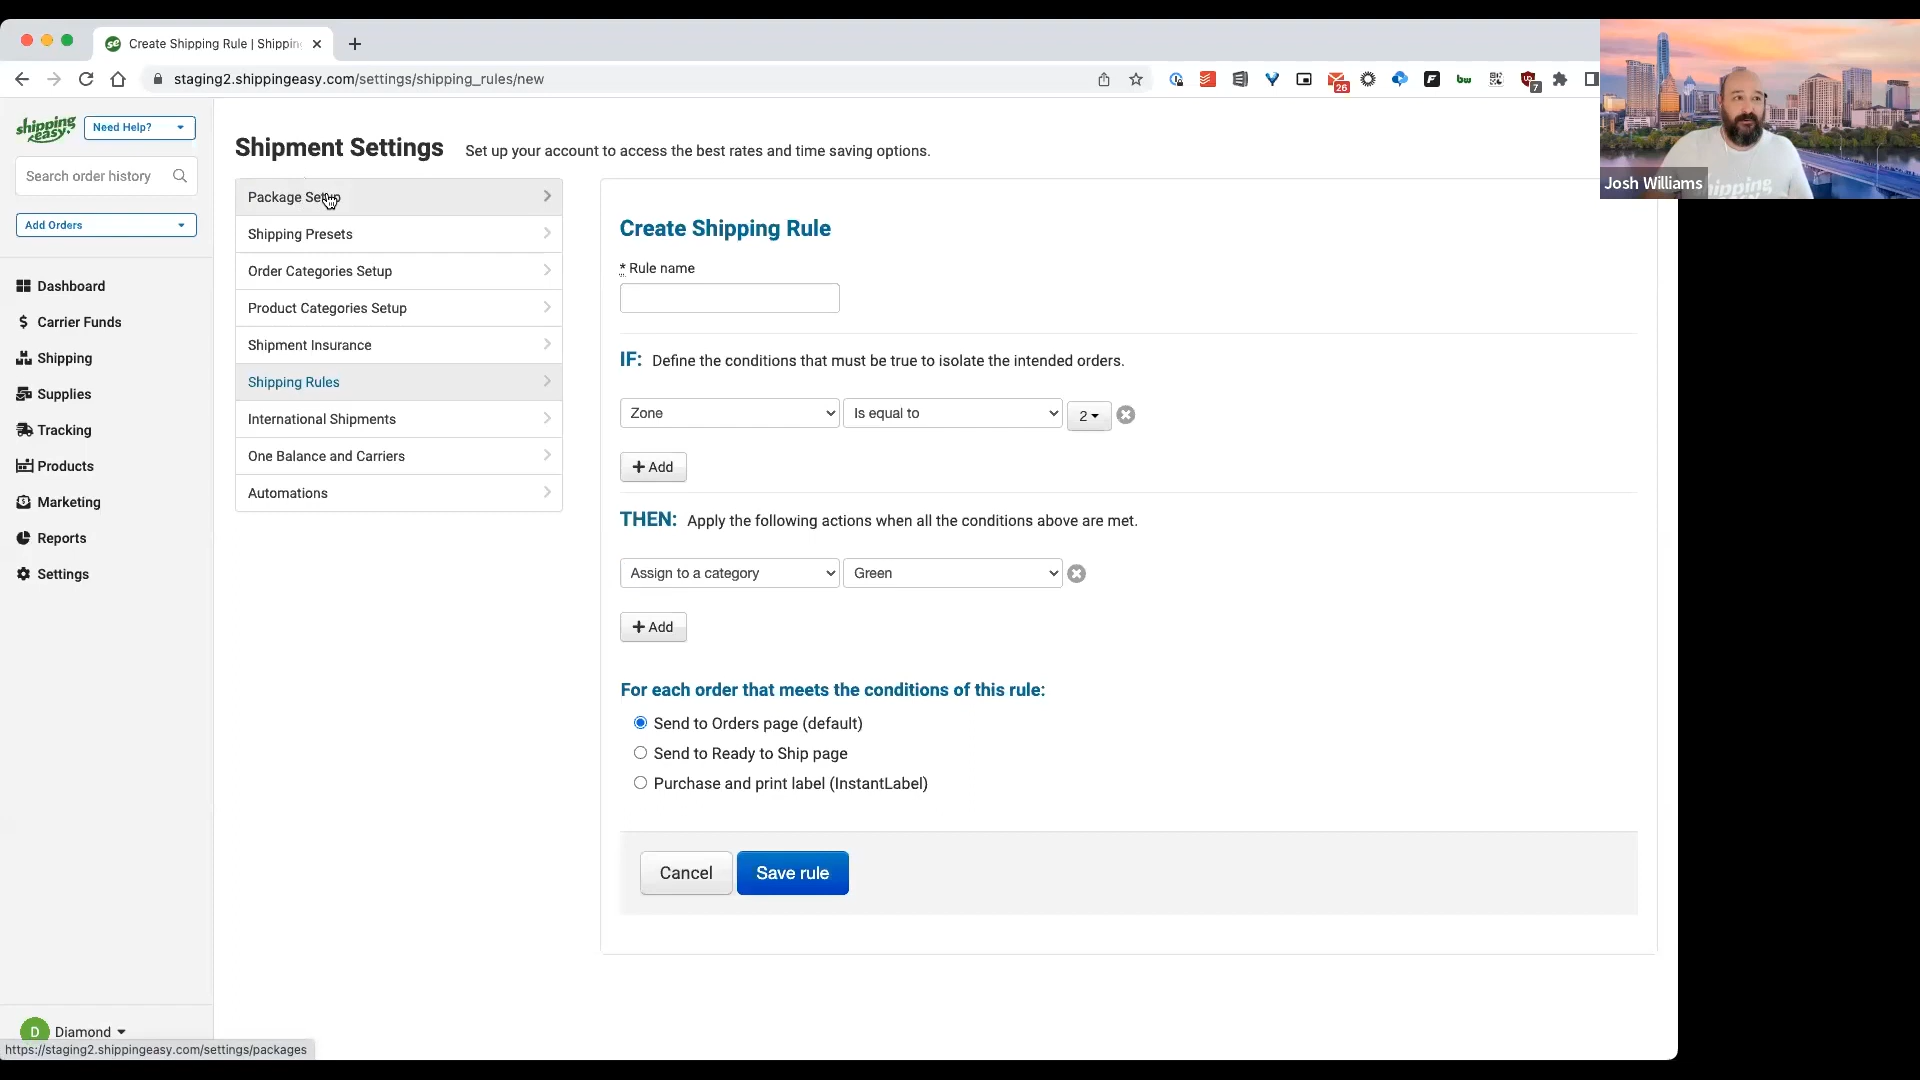 Create Shipping Rule | Shippin
staging2.shippingeasy.com/settings/shipping_rules/new
26
bw
7
Josh Williams
shipping easy
Need Help?
Search order history
Add Orders
Dashboard
Carrier Funds
Shipping
Supplies
Tracking
Products
Marketing
Reports
Settings
D Diamond
https://staging2.shippingeasy.com/settings/packages
Shipment Settings Set up your account to access the best rates and time saving options.
Package Setup
Shipping Presets
Order Categories Setup
Product Categories Setup
Shipment Insurance
Shipping Rules
International Shipments
One Balance and Carriers
Automations
Create Shipping Rule
* Rule name
IF: Define the conditions that must be true to isolate the intended orders.
Zone Is equal to 2
+ Add
THEN: Apply the following actions when all the conditions above are met.
Assign to a category Green
+ Add
For each order that meets the conditions of this rule:
Send to Orders page (default)
Send to Ready to Ship page
Purchase and print label (InstantLabel)
Cancel Save rule